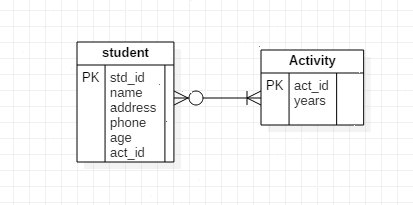 student
PK std_id
name
address
phone
age
act_id
Activity
PK act_id
years